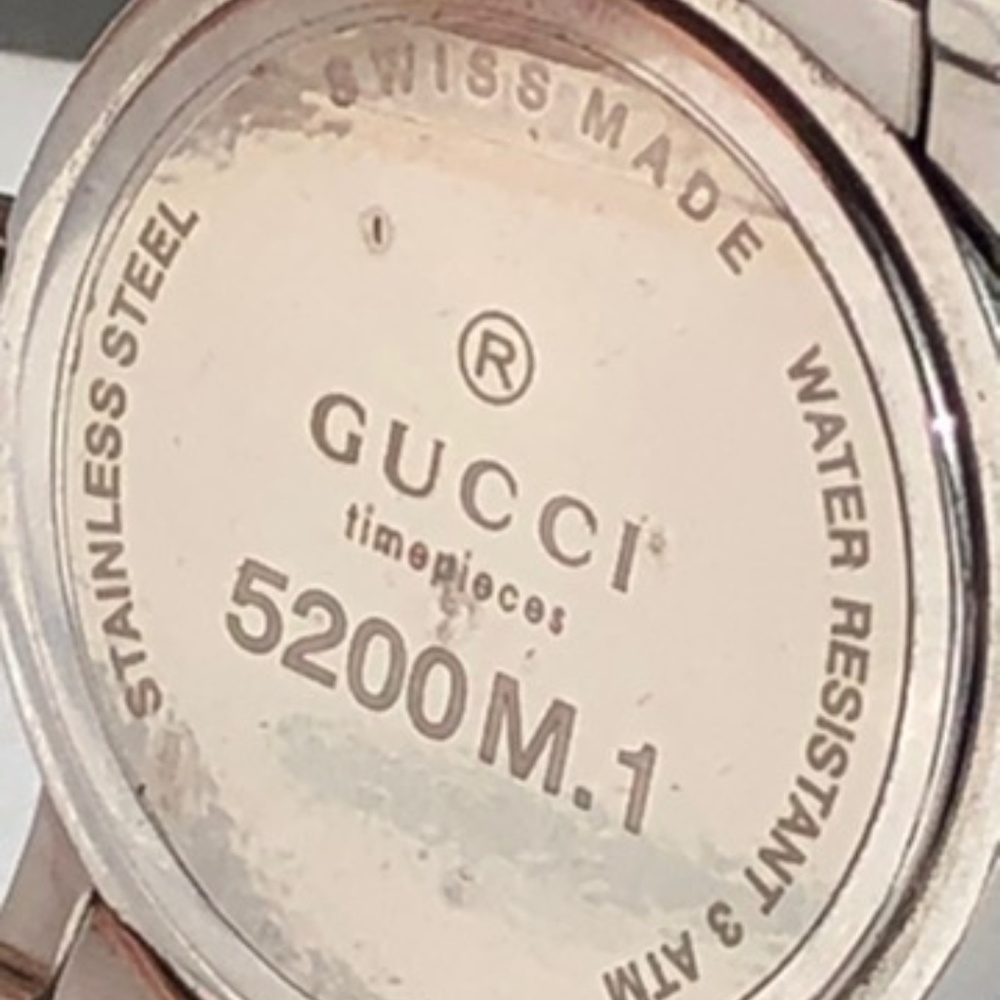 SWISS MADE
STAINLESS STEEL
WATER RESISTANT 3 ATM
®
GUCCI
timepieces
5200M.1